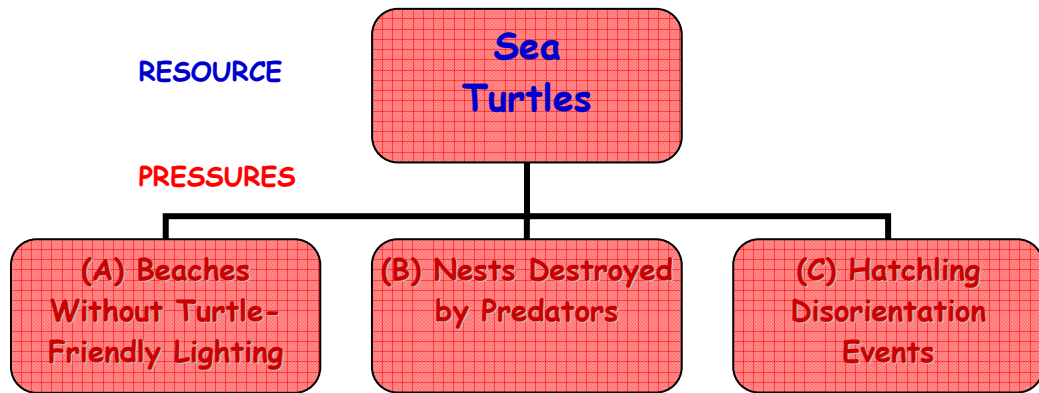 Sea
Turtles
RESOURCE
PRESSURES
(A) Beaches
Without Turtle-
Friendly Lighting
(B) Nests Destroyed
by Predators
(C) Hatchling
Disorientation
Events